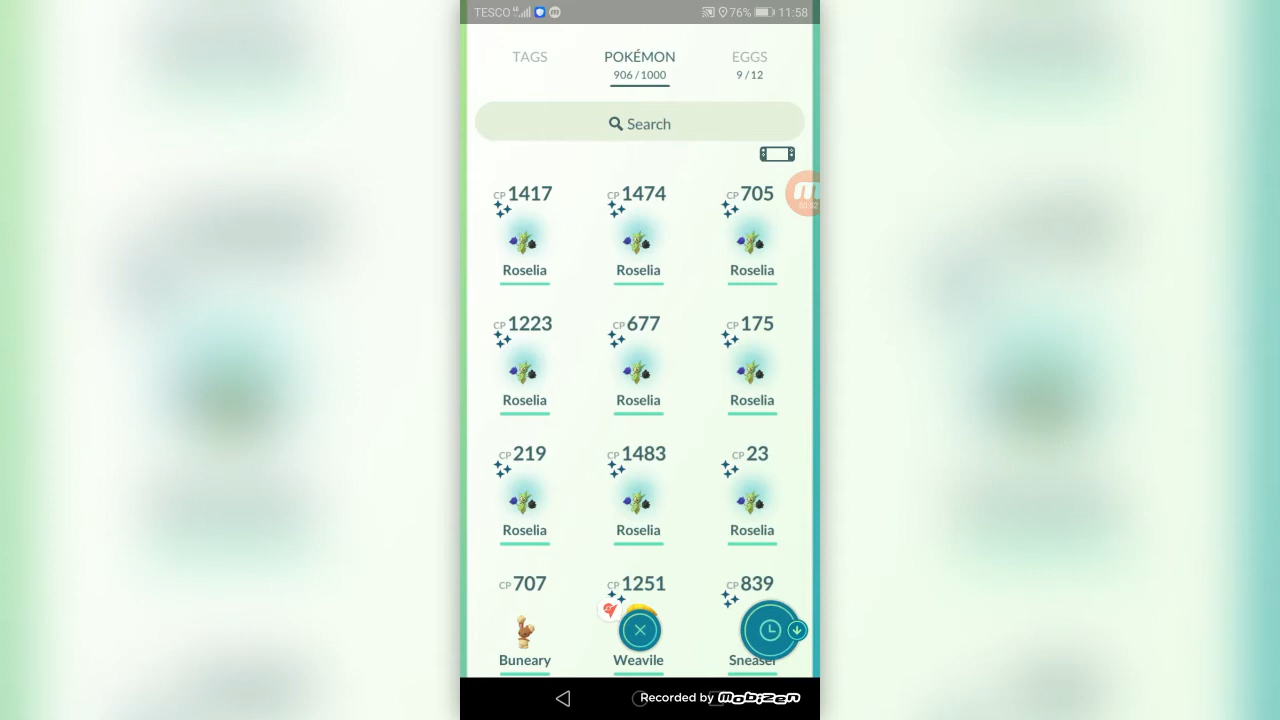 TESCO 76% 11:58
TAGS POKÉMON EGGS
906 / 1000 9 / 12
Search
CP 1417 CP 1474 CP 705
Roselia Roselia Roselia
CP 1223 CP 677 CP 175
Roselia Roselia Roselia
CP 219 CP 1483 CP 23
Roselia Roselia Roselia
CP 707 CP 1251 CP 839
Buneary Weavile Sneasel
Recorded by mobizen